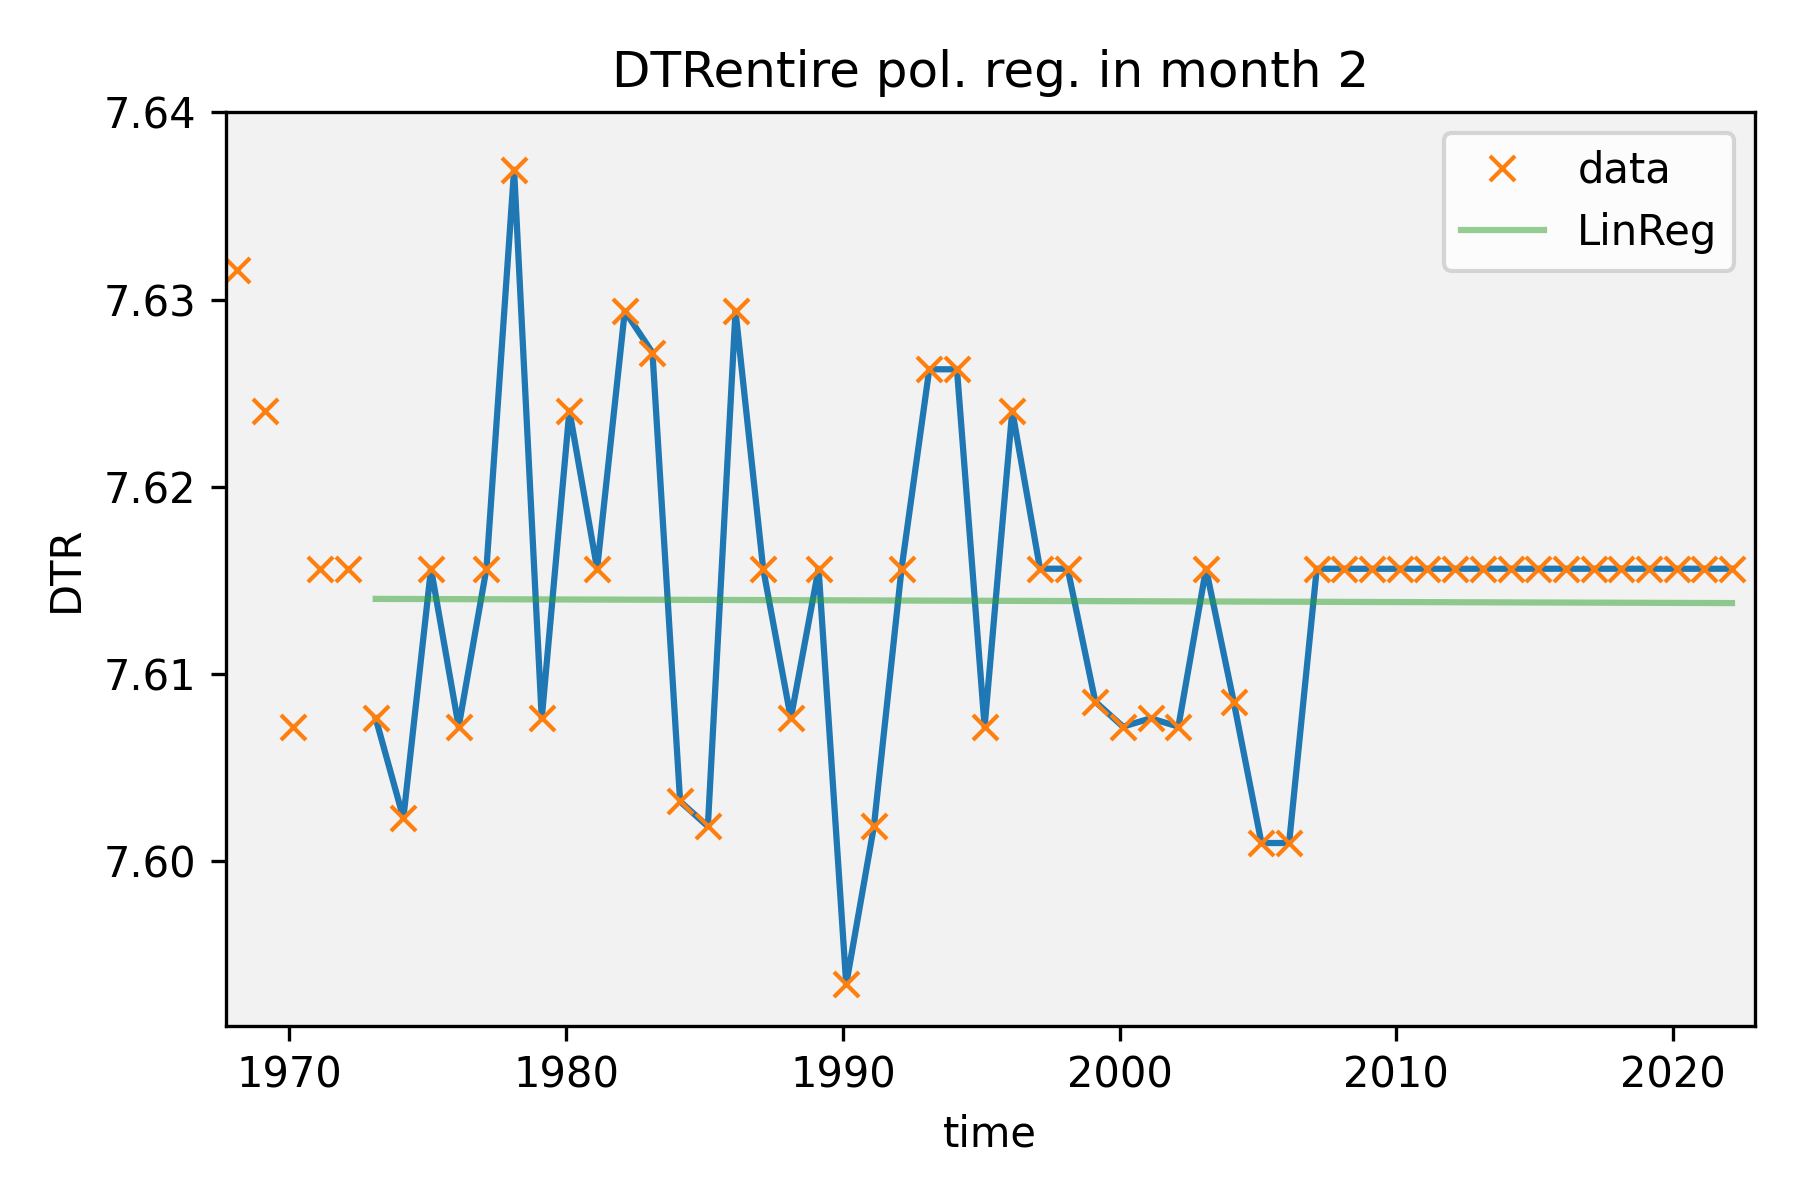 DTRentire pol. reg. in month 2
7.64
7.63
7.62
7.61
7.60
DTR
data
LinReg
1970 1980 1990 2000 2010 2020
time